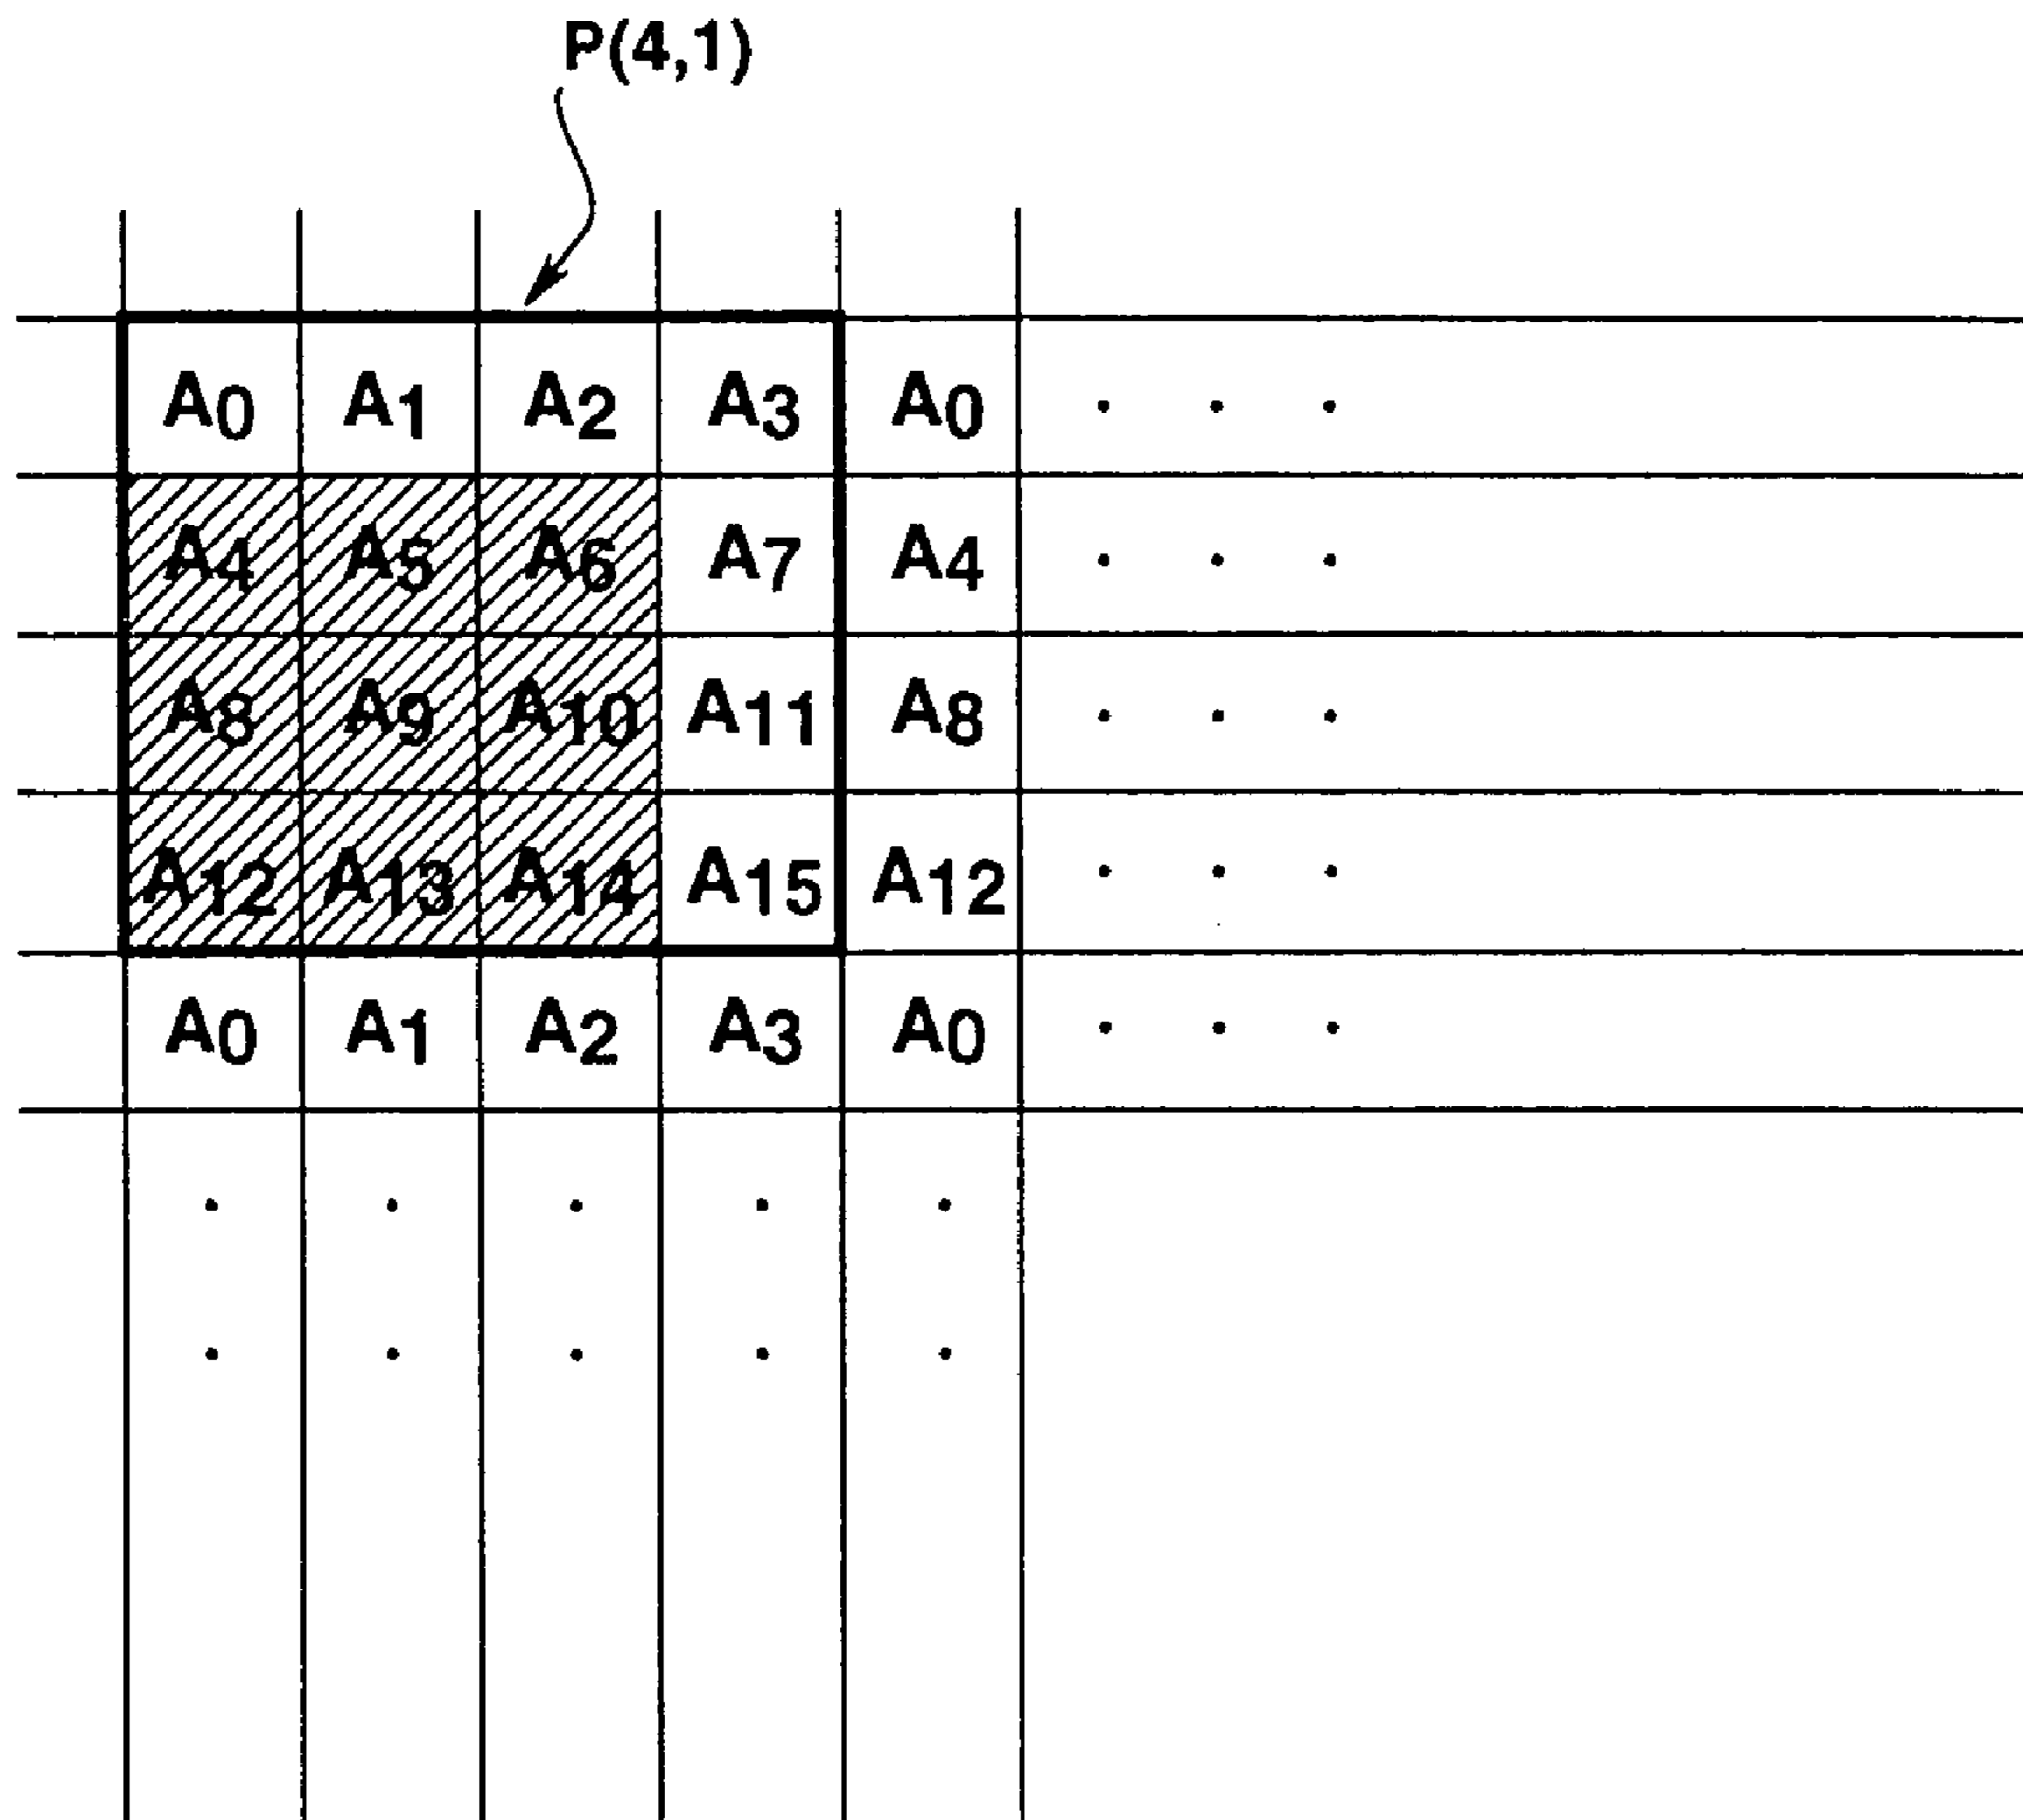 P(4,1)
A0 A1 A2 A3 A0 . . .
A4 A5 A6 A7 A4 . . .
A8 A9 A10 A11 A8 . . .
A12 A13 A14 A15 A12 . . .
A0 A1 A2 A3 A0 . . .
. . . . .
. . . . .